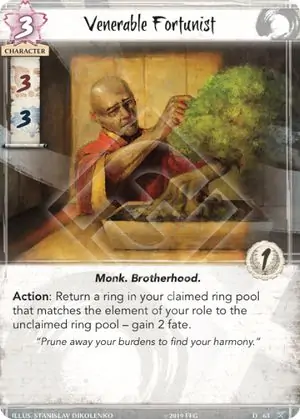 3
Venerable Fortunist
CHARACTER
3
3
Monk. Brotherhood.
1
Action: Return a ring in your claimed ring pool
that matches the element of your role to the
unclaimed ring pool – gain 2 fate.
"Prune away your burdens to find your harmony."
ILLUS. STANISLAV DIKOLENKO
©2019 FFG
D 63